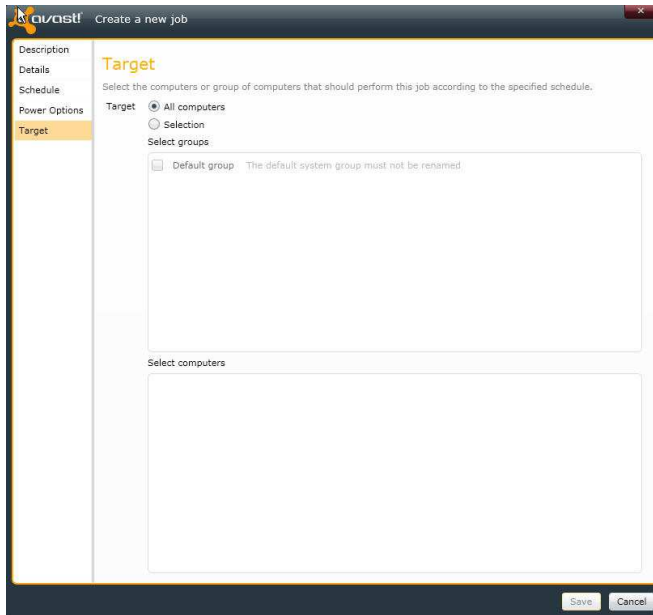 avast! Create a new job
Description
Details
Schedule
Power Options
Target
Target
Select the computers or group of computers that should perform this job according to the specified schedule.
Target All computers
Selection
Select groups
Default group The default system group must not be renamed
Select computers
Save Cancel